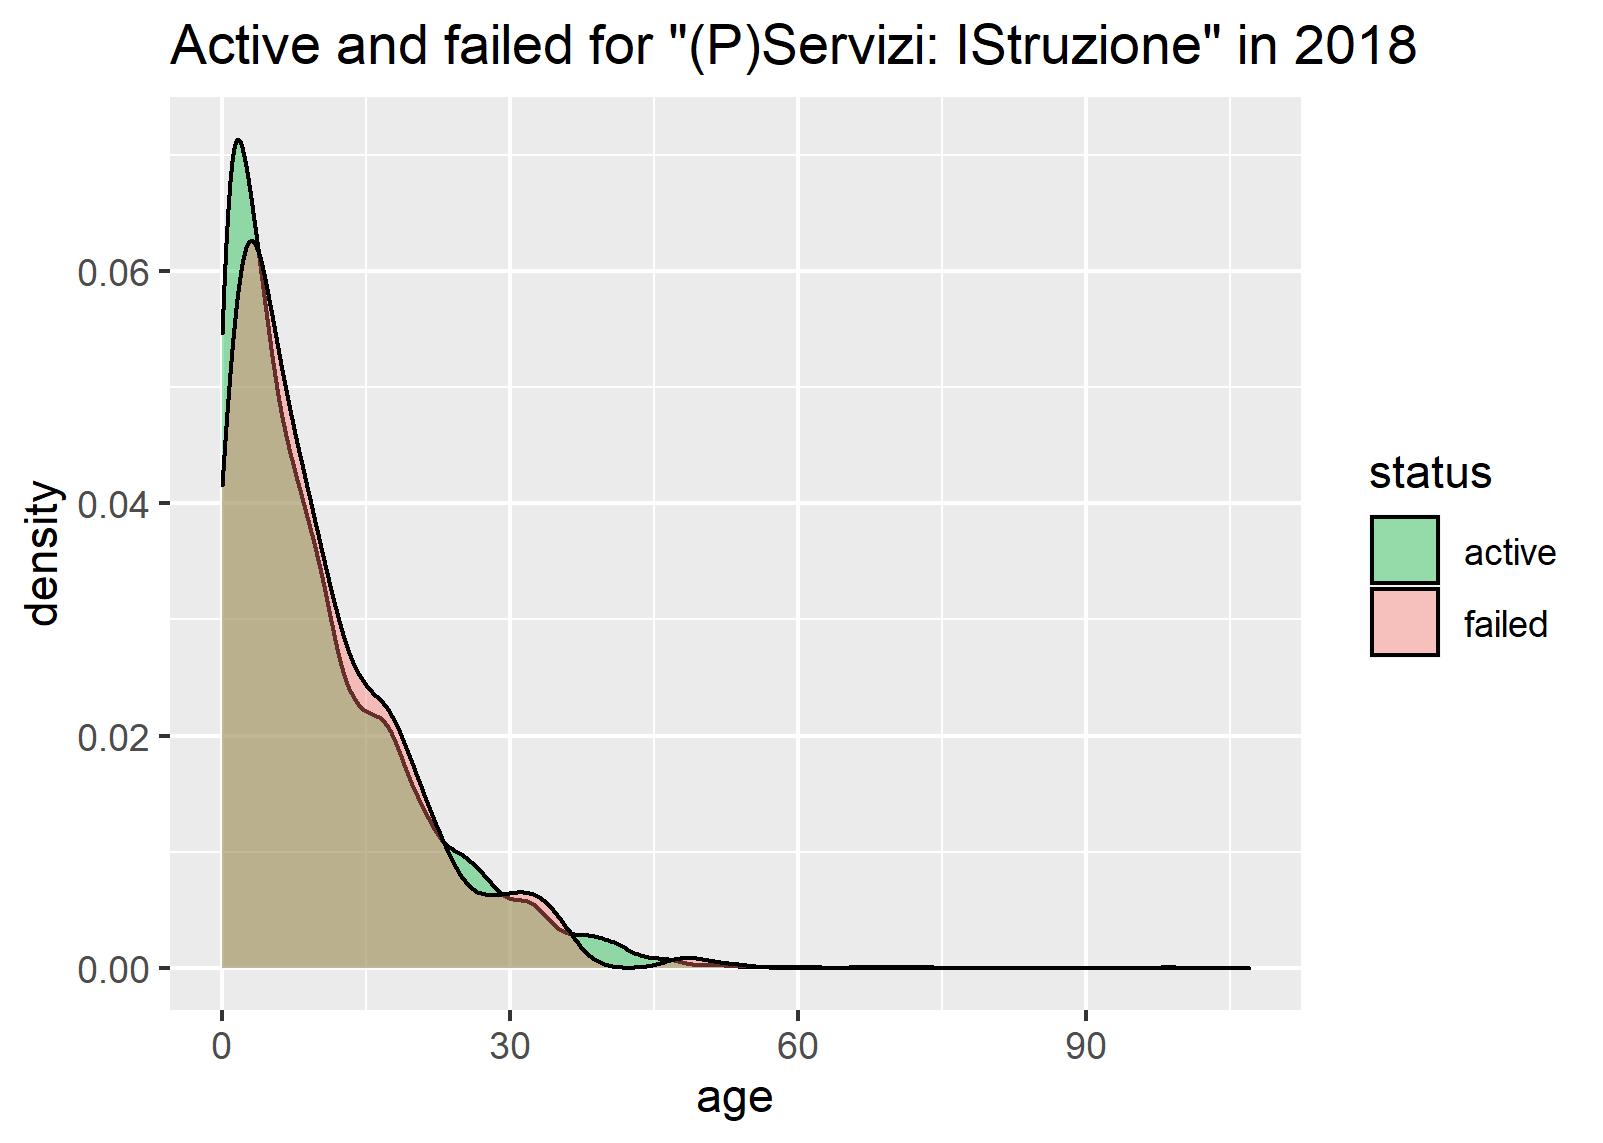 Active and failed for "(P)Servizi: IStruzione" in 2018
density
0.06
0.04
0.02
0.00
0
30
60
90
age
status
active
failed